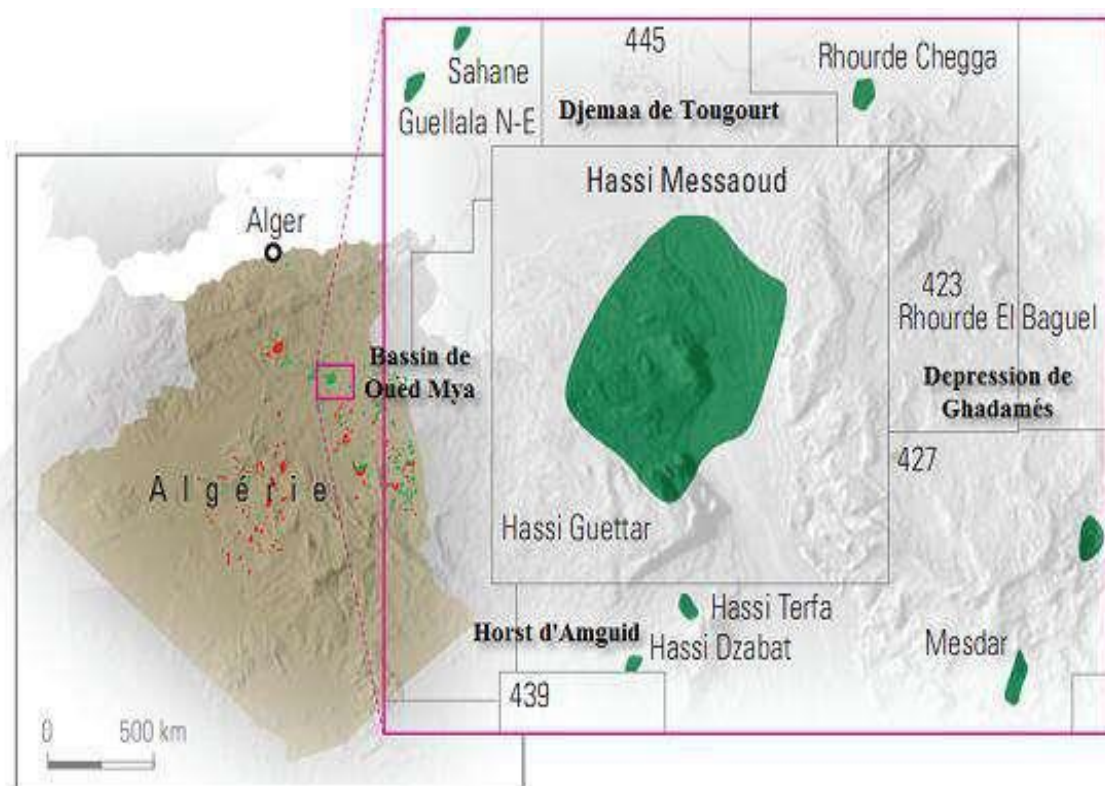 445
Rhourde Chegga
Sahane
Guellala N-E
Djemaa de Tougourt
Hassi Messaoud
Alger
423
Rhourde El Baguel
Bassin de
Oued Mya
Depression de
Ghadamés
427
Algérie
Hassi Guettar
Hassi Terfa
Horst d'Amguid
Hassi Dzabat
Mesdar
439
0 500 km